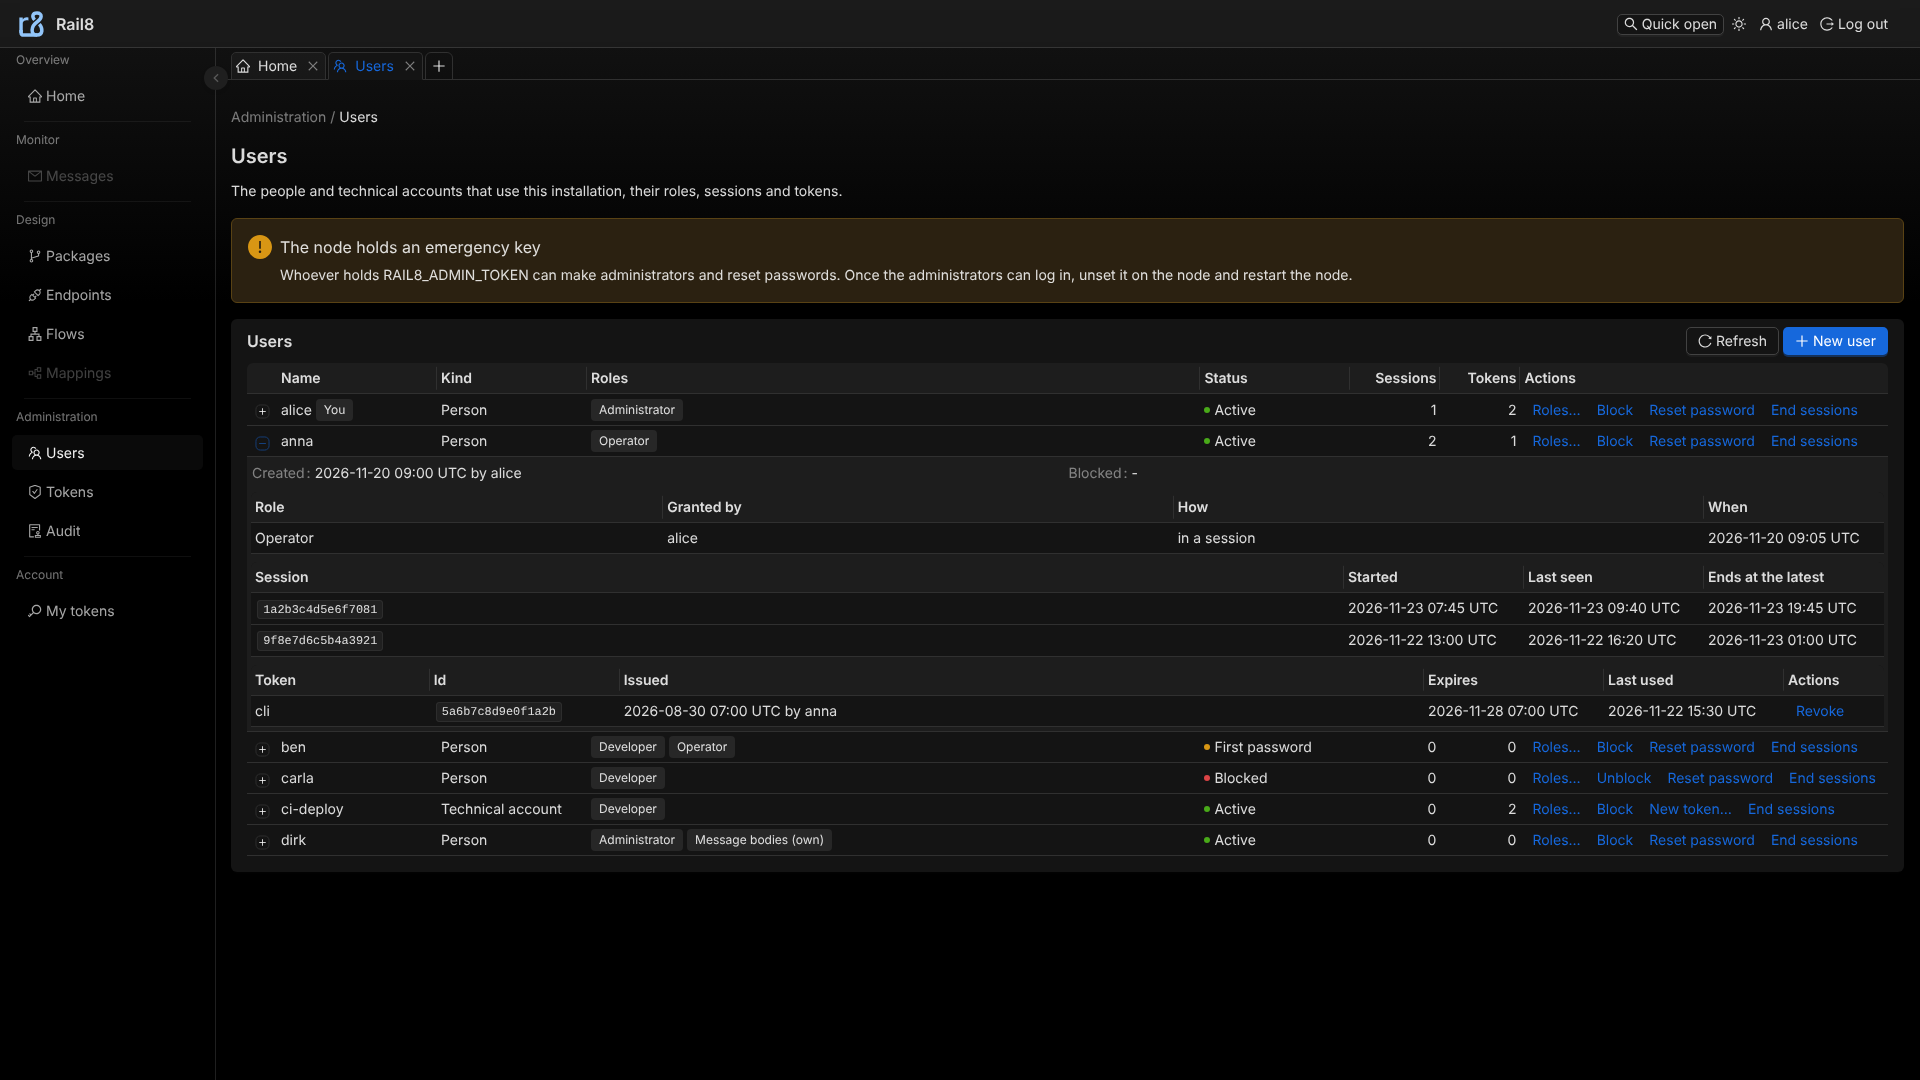 r8 Rail8 Quick open alice Log out
Overview
Home
Monitor
Messages
Design
Packages
Endpoints
Flows
Mappings
Administration
Users
Tokens
Audit
Account
My tokens
Home Users
Administration / Users
Users
The people and technical accounts that use this installation, their roles, sessions and tokens.
The node holds an emergency key
Whoever holds RAIL8_ADMIN_TOKEN can make administrators and reset passwords. Once the administrators can log in, unset it on the node and restart the node.
Users Refresh New user
Name Kind Roles Status Sessions Tokens Actions
alice You Person Administrator Active 1 2 Roles... Block Reset password End sessions
anna Person Operator Active 2 1 Roles... Block Reset password End sessions
Created: 2026-11-20 09:00 UTC by alice Blocked: -
Role Granted by How When
Operator alice in a session 2026-11-20 09:05 UTC
Session Started Last seen Ends at the latest
1a2b3c4d5e6f7081 2026-11-23 07:45 UTC 2026-11-23 09:40 UTC 2026-11-23 19:45 UTC
9f8e7d6c5b4a3921 2026-11-22 13:00 UTC 2026-11-22 16:20 UTC 2026-11-23 01:00 UTC
Token Id Issued Expires Last used Actions
cli 5a6b7c8d9e0f1a2b 2026-08-30 07:00 UTC by anna 2026-11-28 07:00 UTC 2026-11-22 15:30 UTC Revoke
ben Person Developer Operator First password 0 0 Roles... Block Reset password End sessions
carla Person Developer Blocked 0 0 Roles... Unblock Reset password End sessions
ci-deploy Technical account Developer Active 0 2 Roles... Block New token... End sessions
dirk Person Administrator Message bodies (own) Active 0 0 Roles... Block Reset password End sessions